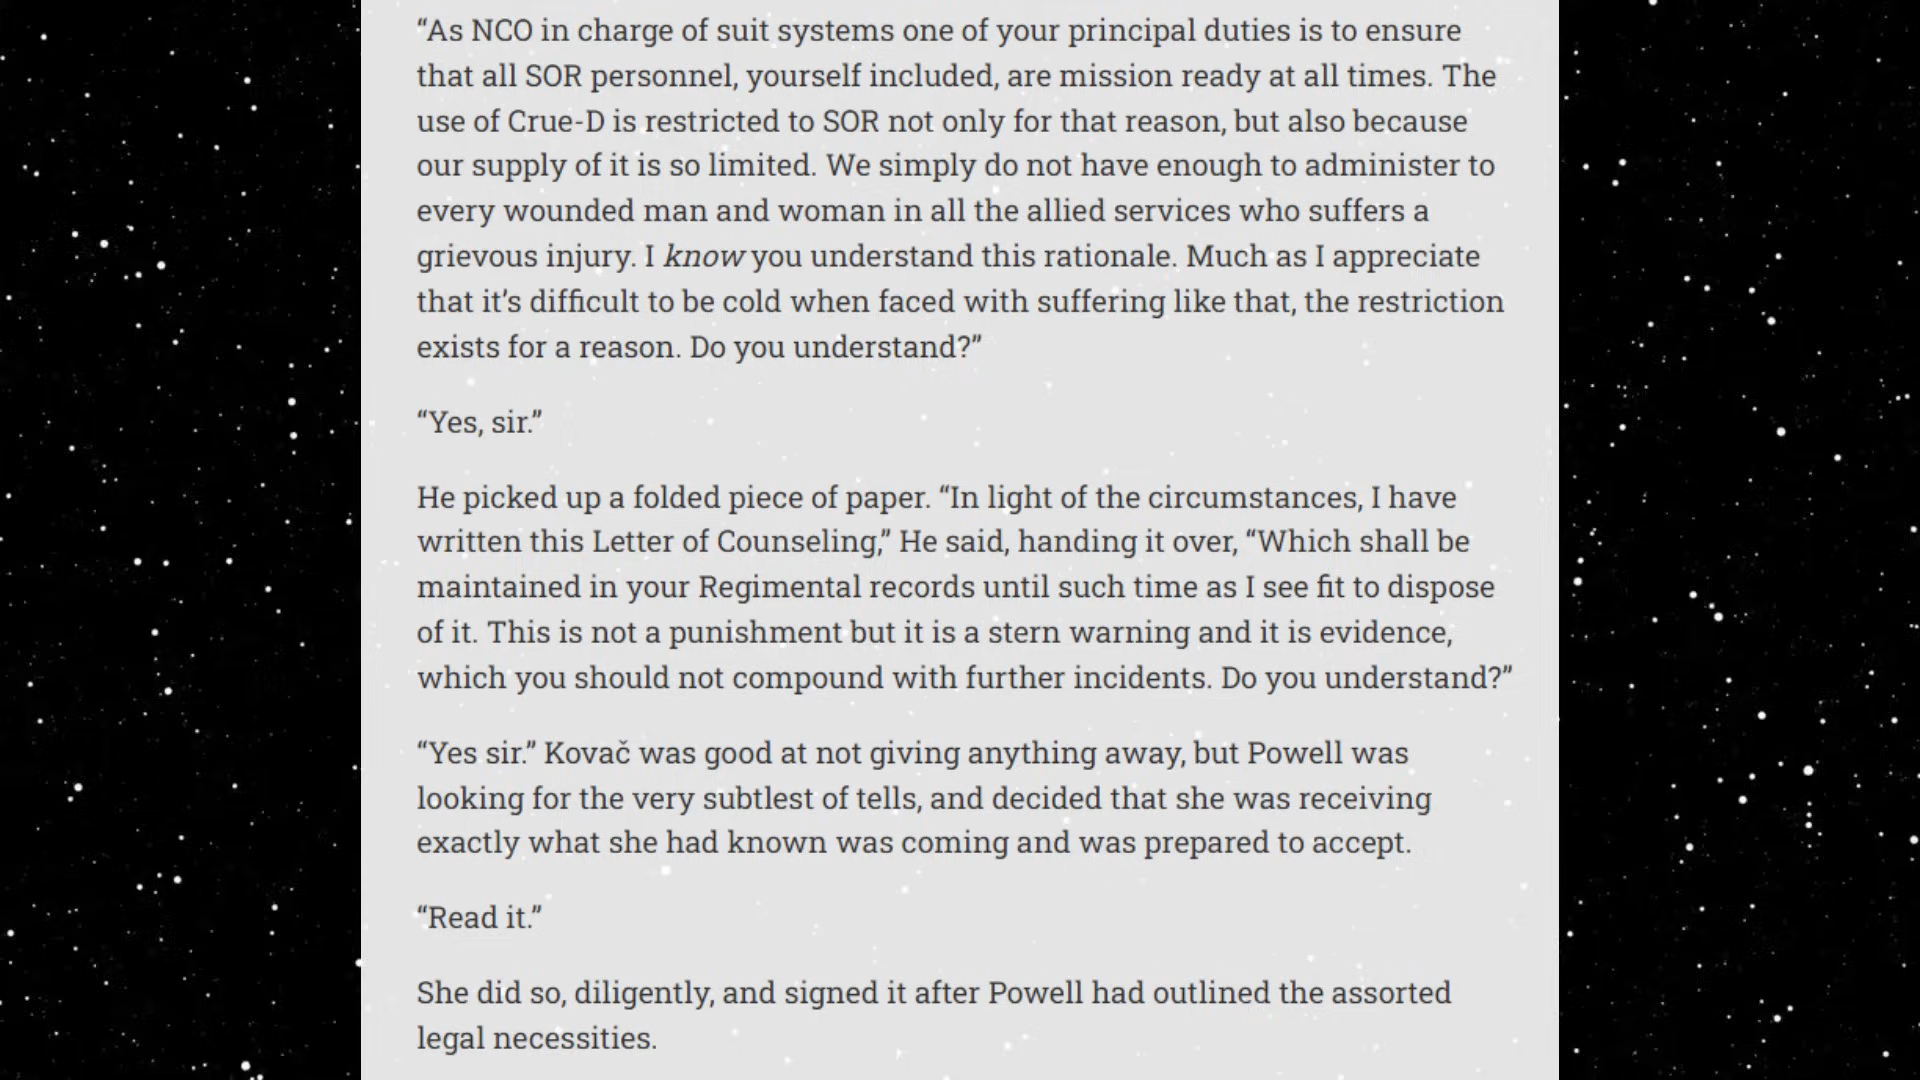 “As NCO in charge of suit systems one of your principal duties is to ensure
that all SOR personnel, yourself included, are mission ready at all times. The
use of Crue-D is restricted to SOR not only for that reason, but also because
our supply of it is so limited. We simply do not have enough to administer to
every wounded man and woman in all the allied services who suffers a
grievous injury. I know you understand this rationale. Much as I appreciate
that it’s difficult to be cold when faced with suffering like that, the restriction
exists for a reason. Do you understand?”
“Yes, sir.”
He picked up a folded piece of paper. “In light of the circumstances, I have
written this Letter of Counseling,” He said, handing it over, “Which shall be
maintained in your Regimental records until such time as I see fit to dispose
of it. This is not a punishment but it is a stern warning and it is evidence,
which you should not compound with further incidents. Do you understand?”
“Yes sir.” Kovač was good at not giving anything away, but Powell was
looking for the very subtlest of tells, and decided that she was receiving
exactly what she had known was coming and was prepared to accept.
“Read it.”
She did so, diligently, and signed it after Powell had outlined the assorted
legal necessities.